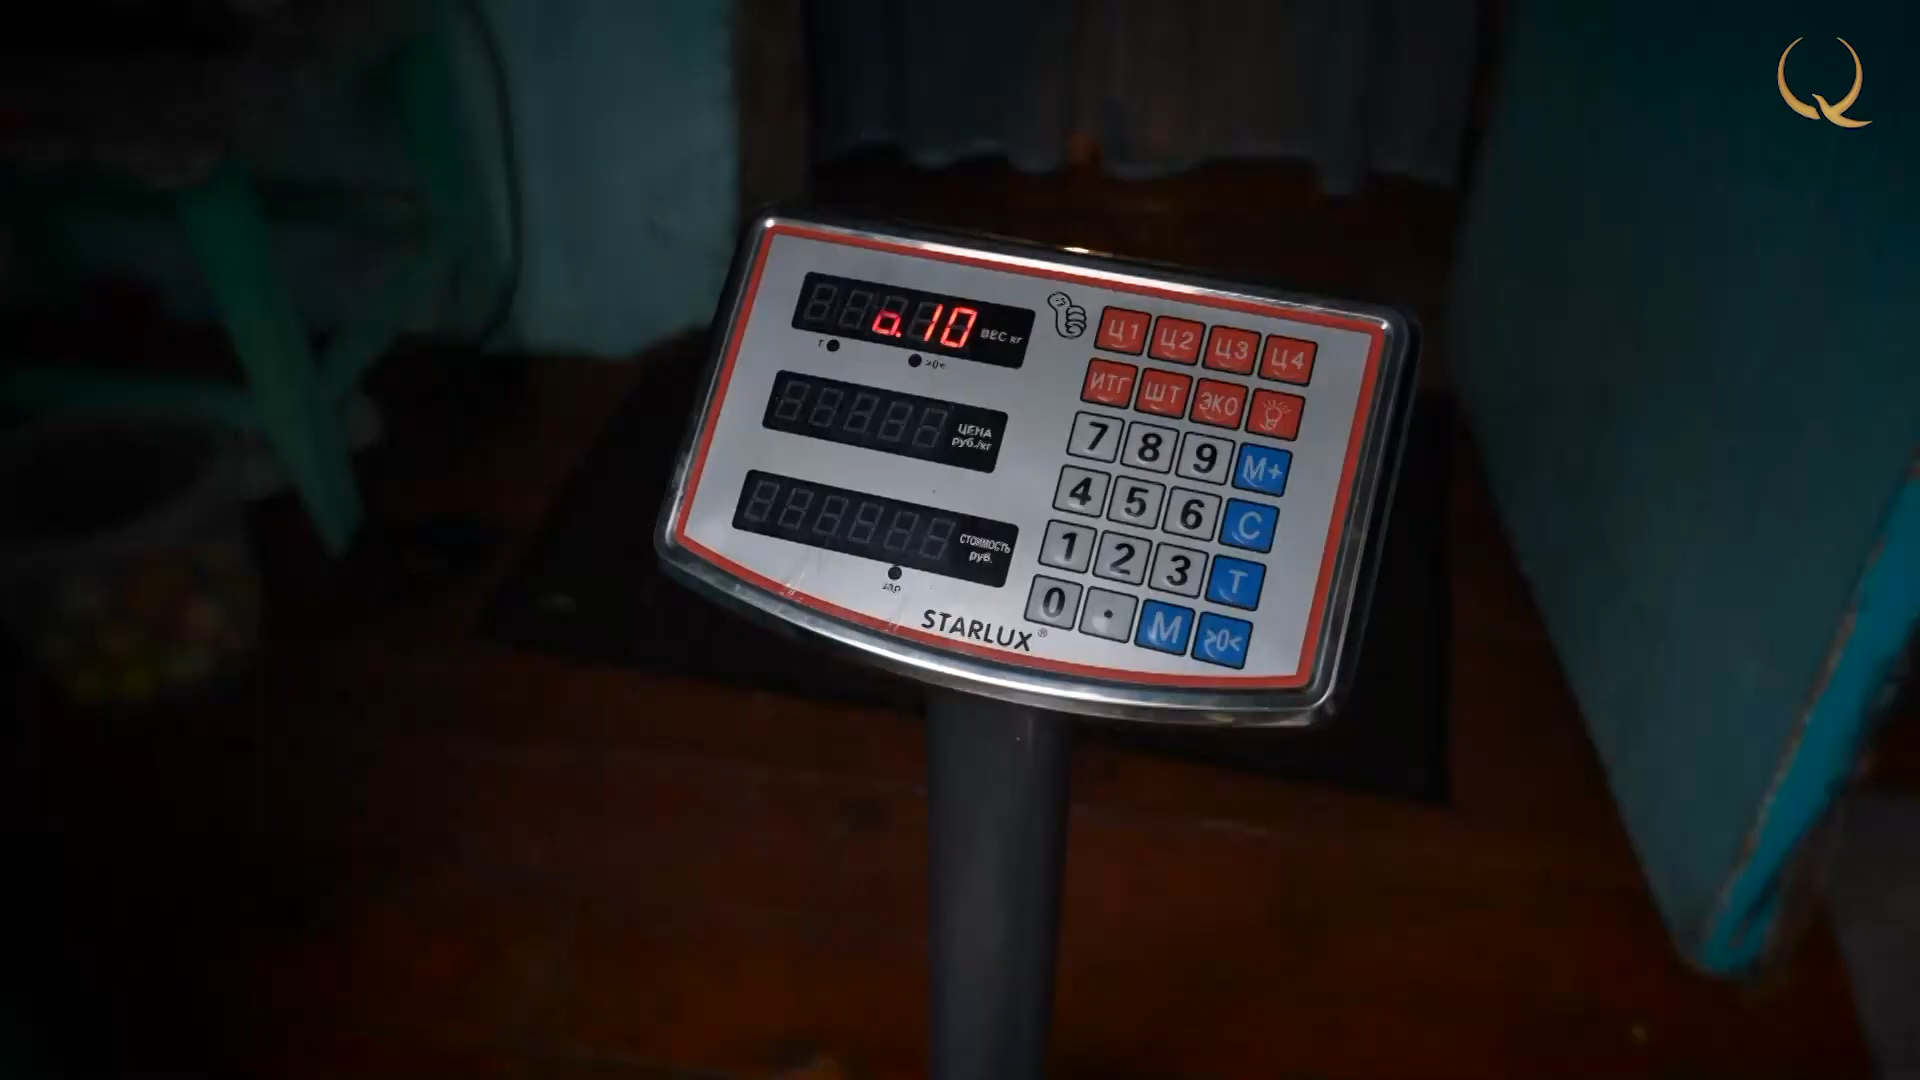 0.10 ВЕС кг
T
>0<
ЦЕНА
руб./кг
СТОИМОСТЬ
руб.
зар
STARLUX®
Ц1 Ц2 Ц3 Ц4
ИТГ ШТ ЭКО
7 8 9 M+
4 5 6 C
1 2 3 T
0 . M >0<